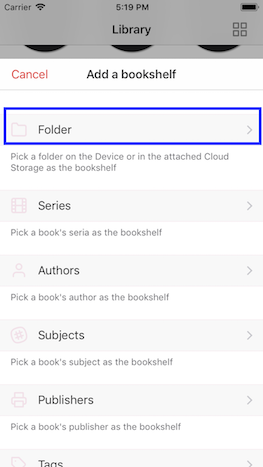 Carrier 5:19 PM
Library
Cancel Add a bookshelf
Folder
Pick a folder on the Device or in the attached Cloud
Storage as the bookshelf
Series
Pick a book's seria as the bookshelf
Authors
Pick a book's author as the bookshelf
Subjects
Pick a book's subject as the bookshelf
Publishers
Pick a book's publisher as the bookshelf
Tags